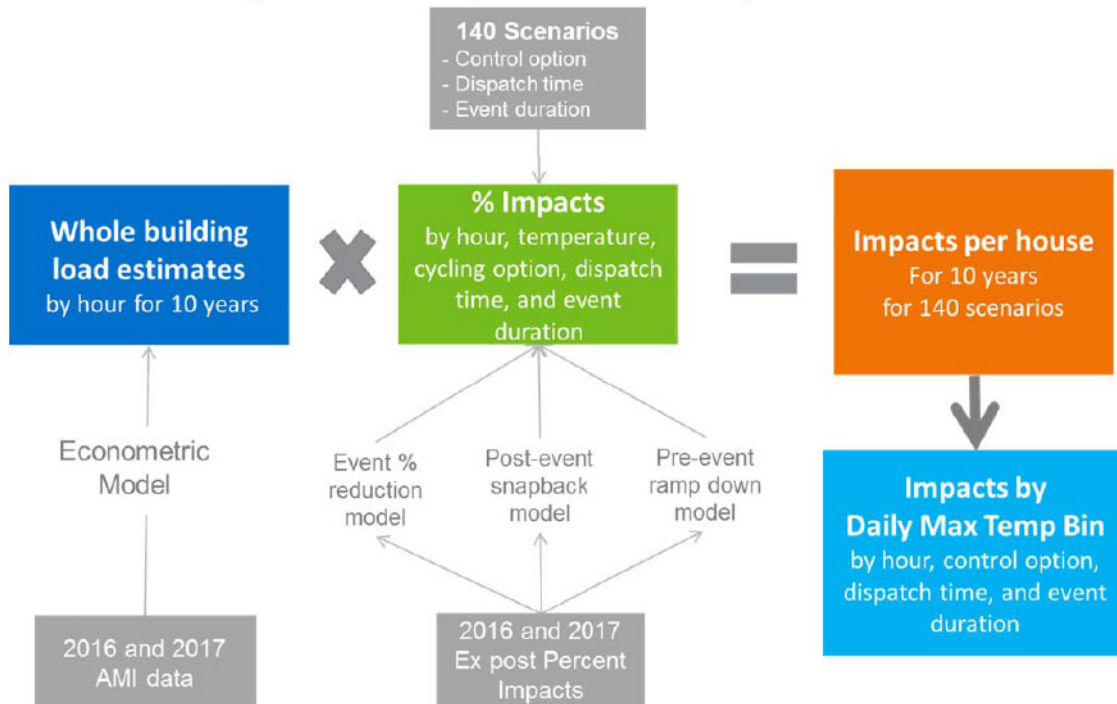 140 Scenarios
- Control option
- Dispatch time
- Event duration
Whole building
load estimates
by hour for 10 years
% Impacts
by hour, temperature,
cycling option, dispatch
time, and event
duration
Impacts per house
For 10 years
for 140 scenarios
Econometric
Model
Event %
reduction
model
Post-event
snapback
model
Pre-event
ramp down
model
Impacts by
Daily Max Temp Bin
by hour, control option,
dispatch time, and event
duration
2016 and 2017
AMI data
2016 and 2017
Ex post Percent
Impacts